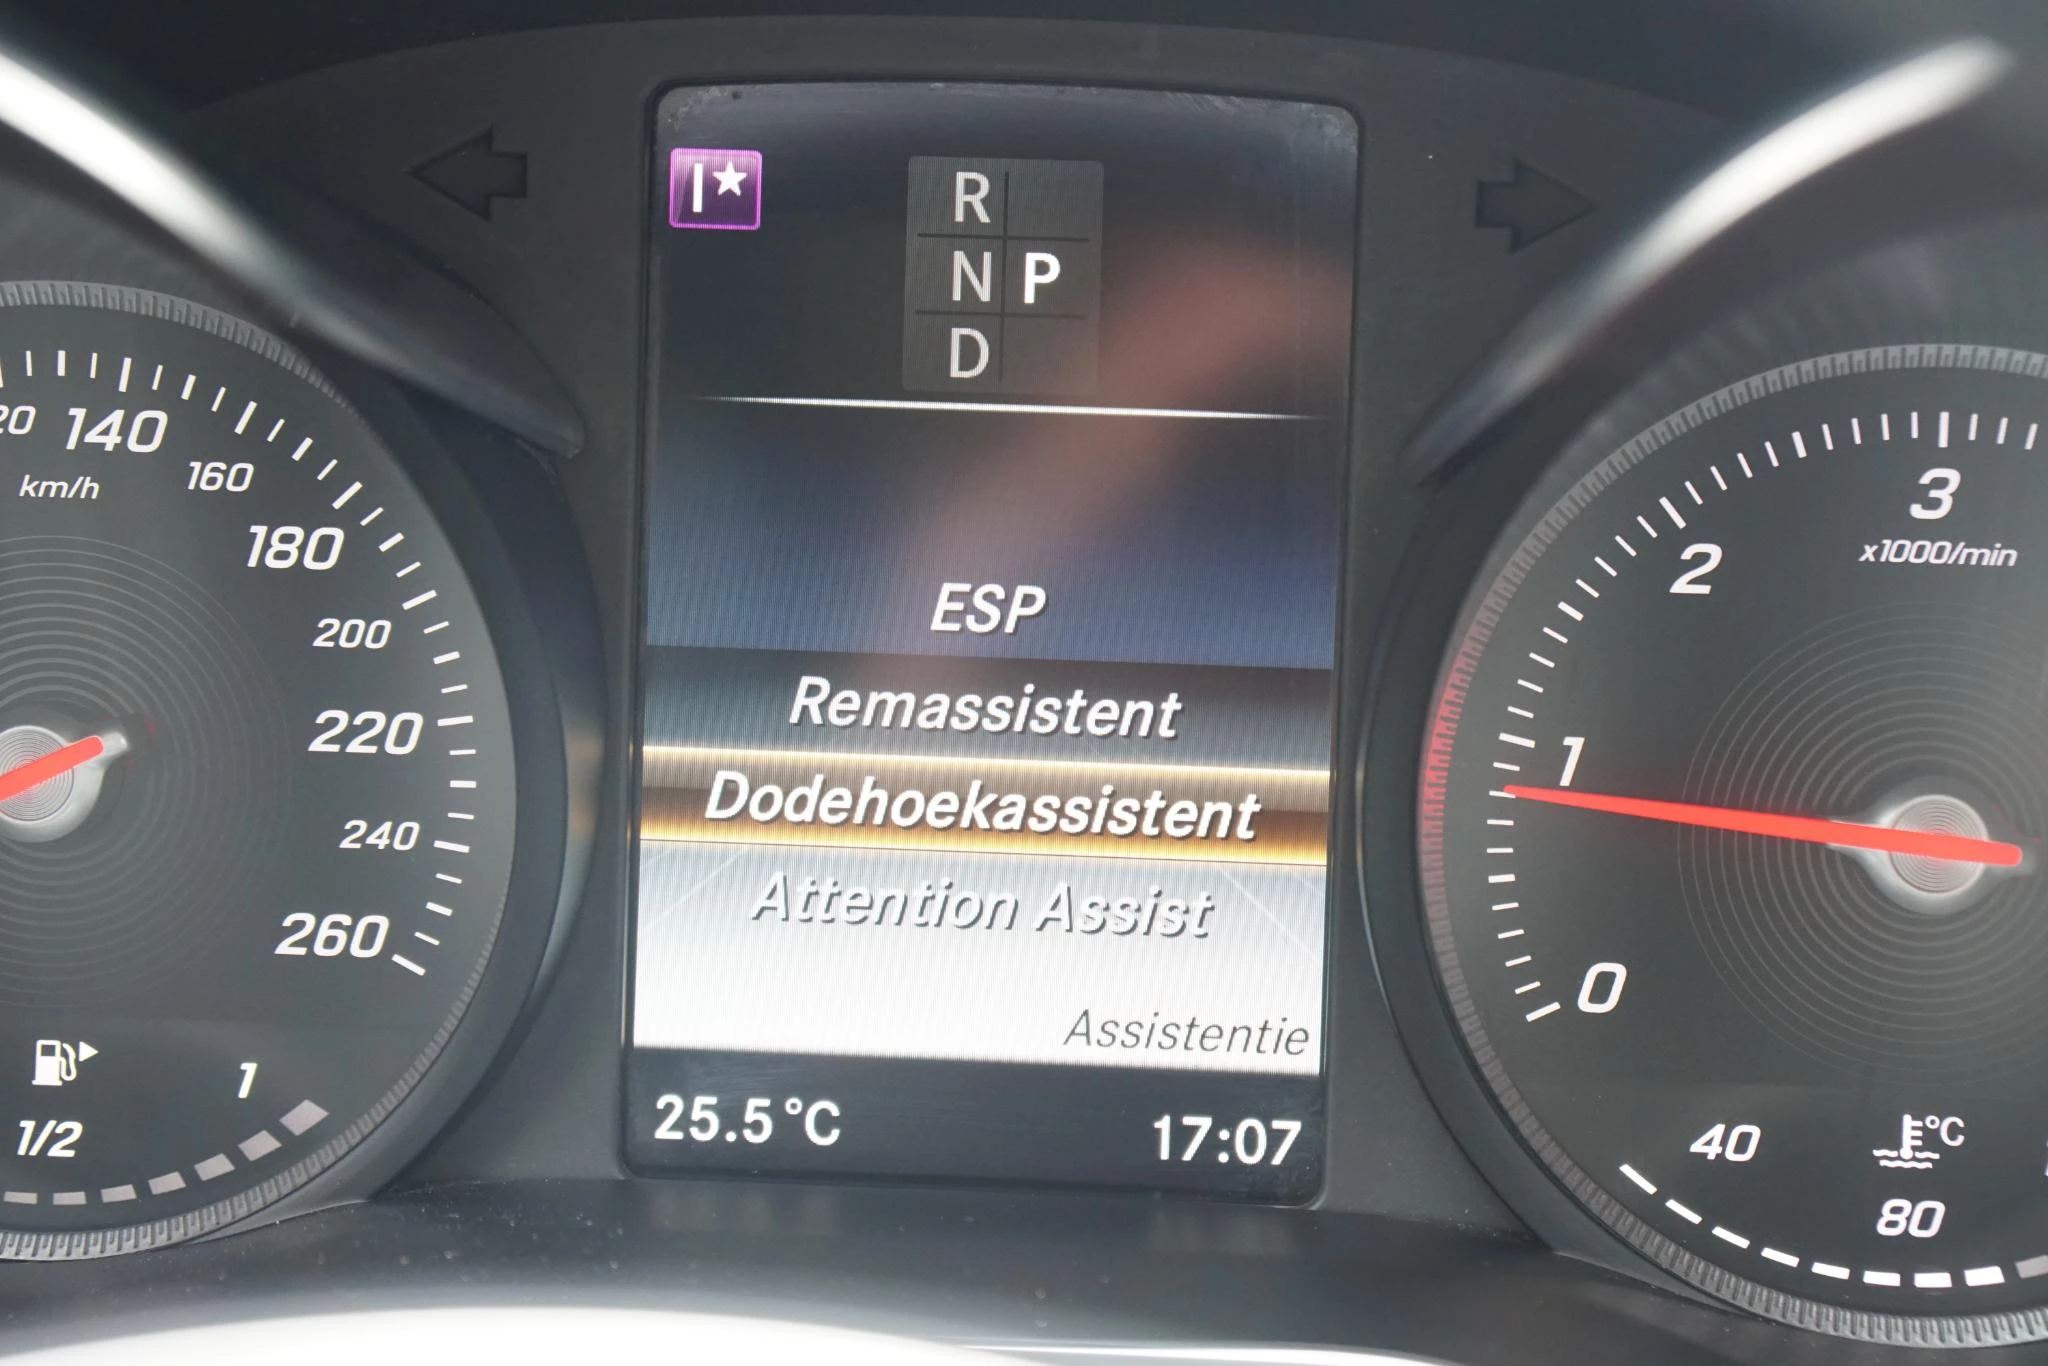 R
N P
D
ESP
Remassistent
Dodehoekassistent
Attention Assist
Assistentie
25.5°C
17:07
140
km/h
160
180
200
220
240
260
1/2
1
3
x1000/min
2
1
0
40
°C
80